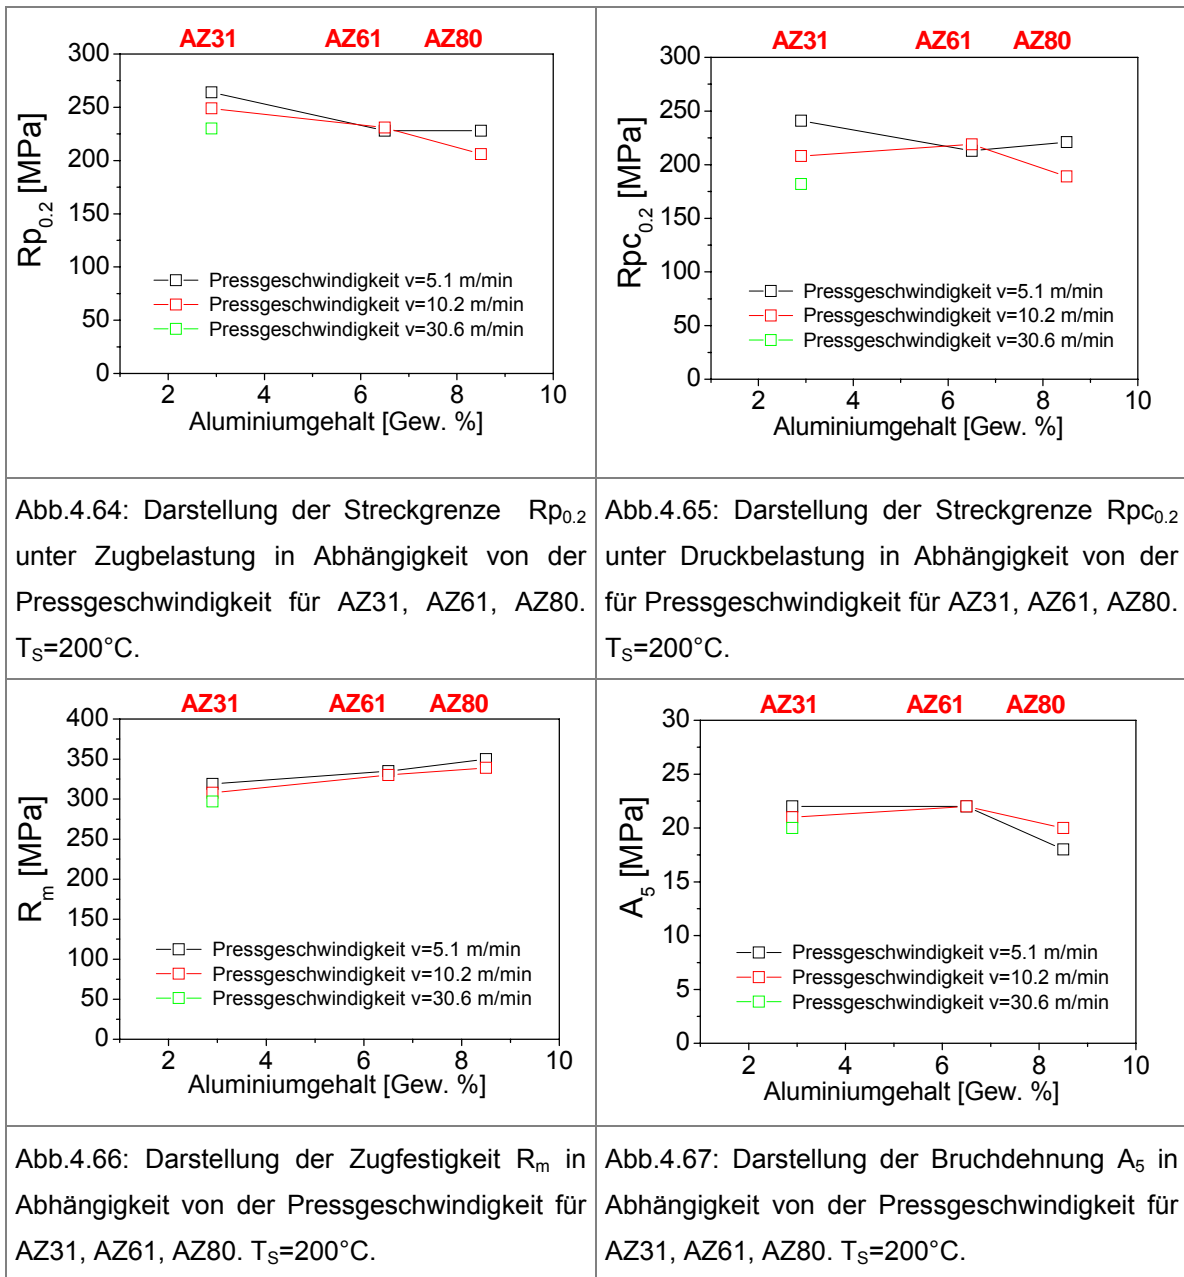 AZ31 AZ61 AZ80
300
250
200
150
100
50
0
Rp0.2 [MPa]
Pressgeschwindigkeit v=5.1 m/min
Pressgeschwindigkeit v=10.2 m/min
Pressgeschwindigkeit v=30.6 m/min
2 4 6 8 10
Aluminiumgehalt [Gew. %]
AZ31 AZ61 AZ80
300
250
200
150
100
50
0
Rpc0.2 [MPa]
Pressgeschwindigkeit v=5.1 m/min
Pressgeschwindigkeit v=10.2 m/min
Pressgeschwindigkeit v=30.6 m/min
2 4 6 8 10
Aluminiumgehalt [Gew. %]
Abb.4.64: Darstellung der Streckgrenze Rp0.2
unter Zugbelastung in Abhängigkeit von der
Pressgeschwindigkeit für AZ31, AZ61, AZ80.
TS=200°C.
Abb.4.65: Darstellung der Streckgrenze Rpc0.2
unter Druckbelastung in Abhängigkeit von der
für Pressgeschwindigkeit für AZ31, AZ61, AZ80.
TS=200°C.
AZ31 AZ61 AZ80
400
350
300
250
200
150
100
50
0
Rm [MPa]
Pressgeschwindigkeit v=5.1 m/min
Pressgeschwindigkeit v=10.2 m/min
Pressgeschwindigkeit v=30.6 m/min
2 4 6 8 10
Aluminiumgehalt [Gew. %]
AZ31 AZ61 AZ80
30
25
20
15
10
5
0
A5 [MPa]
Pressgeschwindigkeit v=5.1 m/min
Pressgeschwindigkeit v=10.2 m/min
Pressgeschwindigkeit v=30.6 m/min
2 4 6 8 10
Aluminiumgehalt [Gew. %]
Abb.4.66: Darstellung der Zugfestigkeit Rm in
Abhängigkeit von der Pressgeschwindigkeit für
AZ31, AZ61, AZ80. TS=200°C.
Abb.4.67: Darstellung der Bruchdehnung A5 in
Abhängigkeit von der Pressgeschwindigkeit für
AZ31, AZ61, AZ80. TS=200°C.